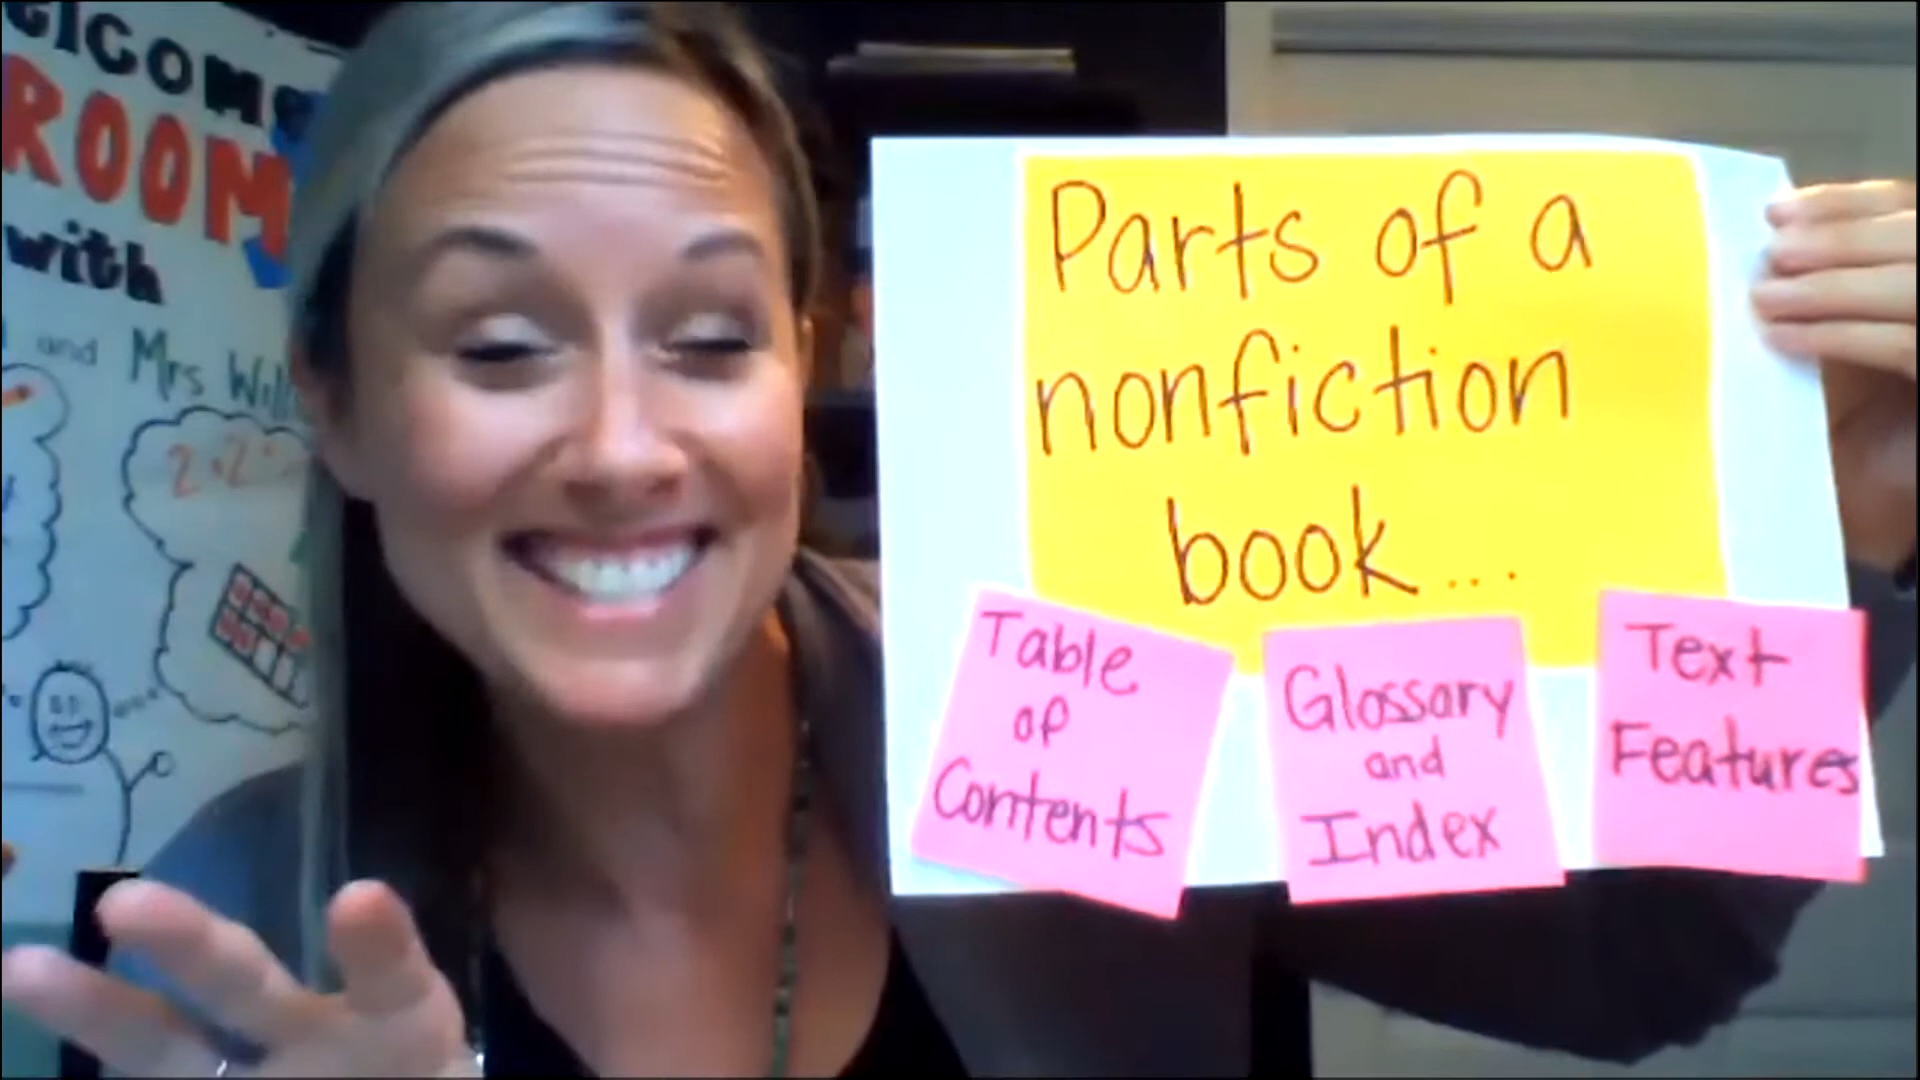 ROOM
with
and Mrs
Parts of a
nonfiction
book...
Table
of
Contents
Glossary
and
Index
Text
Features